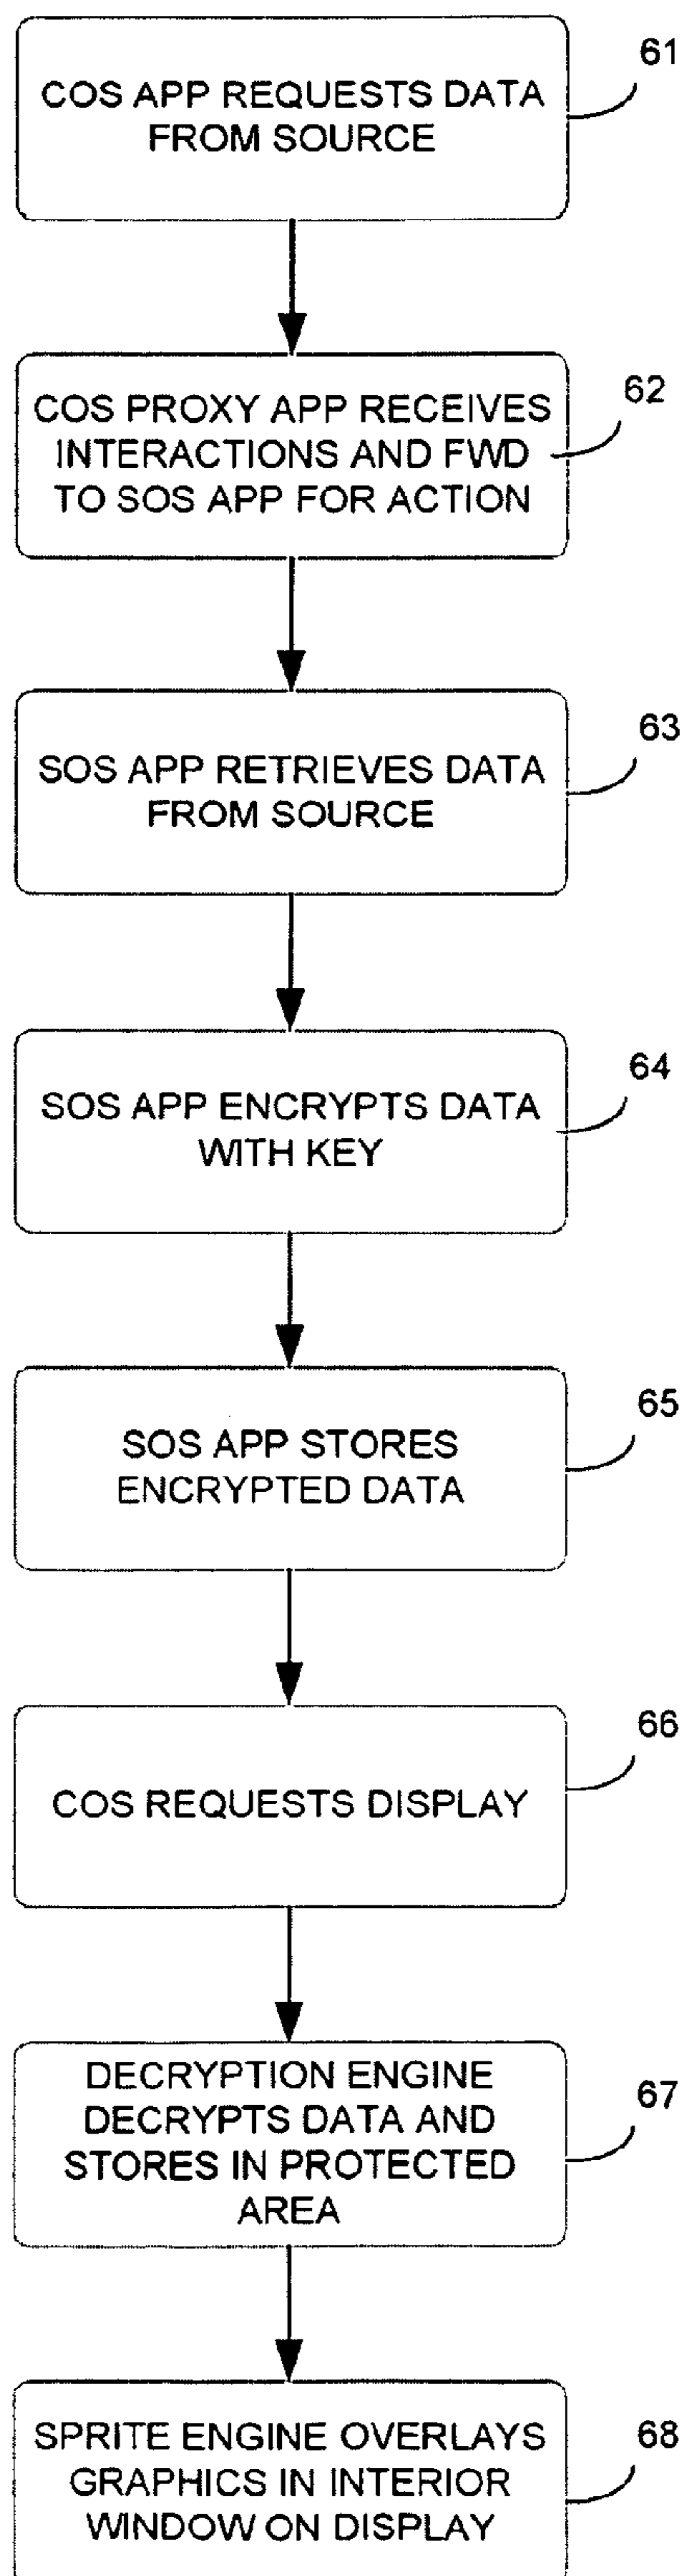 61
COS APP REQUESTS DATA
FROM SOURCE
62
COS PROXY APP RECEIVES
INTERACTIONS AND FWD
TO SOS APP FOR ACTION
63
SOS APP RETRIEVES DATA
FROM SOURCE
64
SOS APP ENCRYPTS DATA
WITH KEY
65
SOS APP STORES
ENCRYPTED DATA
66
COS REQUESTS DISPLAY
67
DECRYPTION ENGINE
DECRYPTS DATA AND
STORES IN PROTECTED
AREA
68
SPRITE ENGINE OVERLAYS
GRAPHICS IN INTERIOR
WINDOW ON DISPLAY